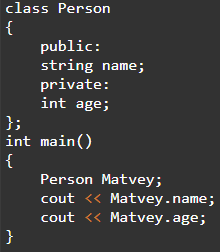 class Person
{
    public:
    string name;
    private:
    int age;
};
int main()
{
    Person Matvey;
    cout << Matvey.name;
    cout << Matvey.age;
}